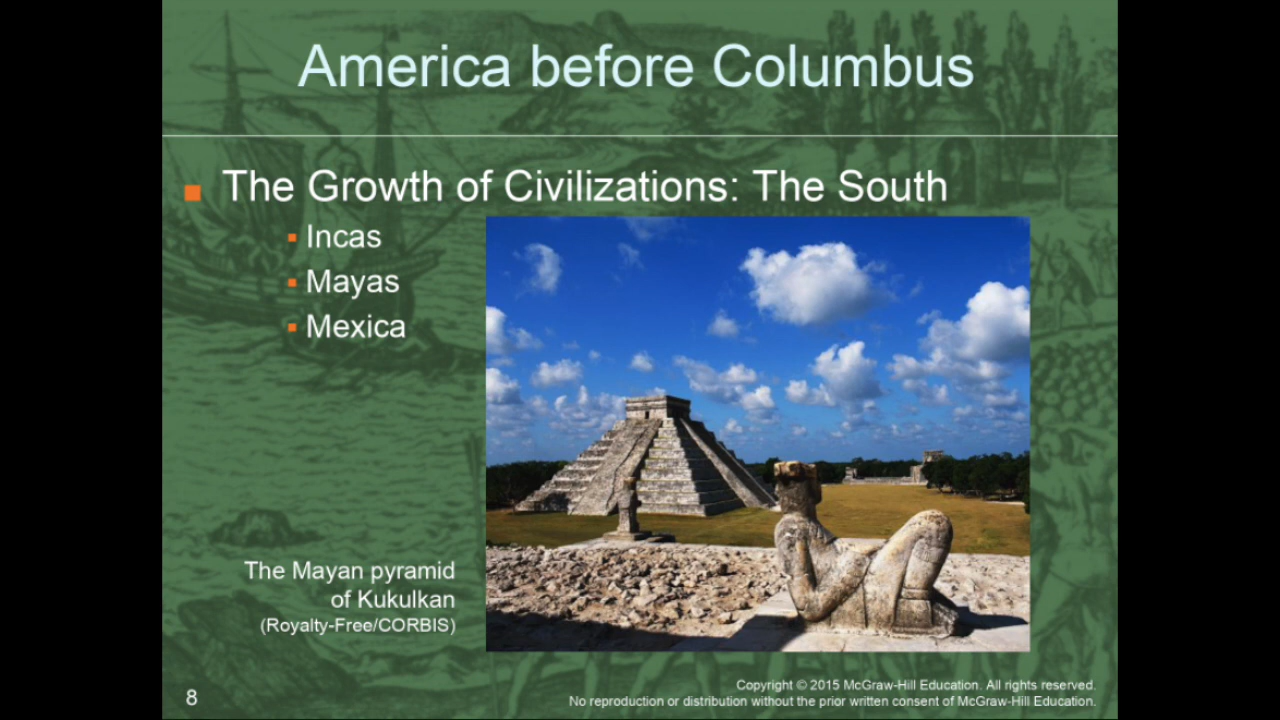 America before Columbus
The Growth of Civilizations: The South
Incas
Mayas
Mexica
The Mayan pyramid
of Kukulkan
(Royalty-Free/CORBIS)
8
Copyright © 2015 McGraw-Hill Education. All rights reserved.
No reproduction or distribution without the prior written consent of McGraw-Hill Education.